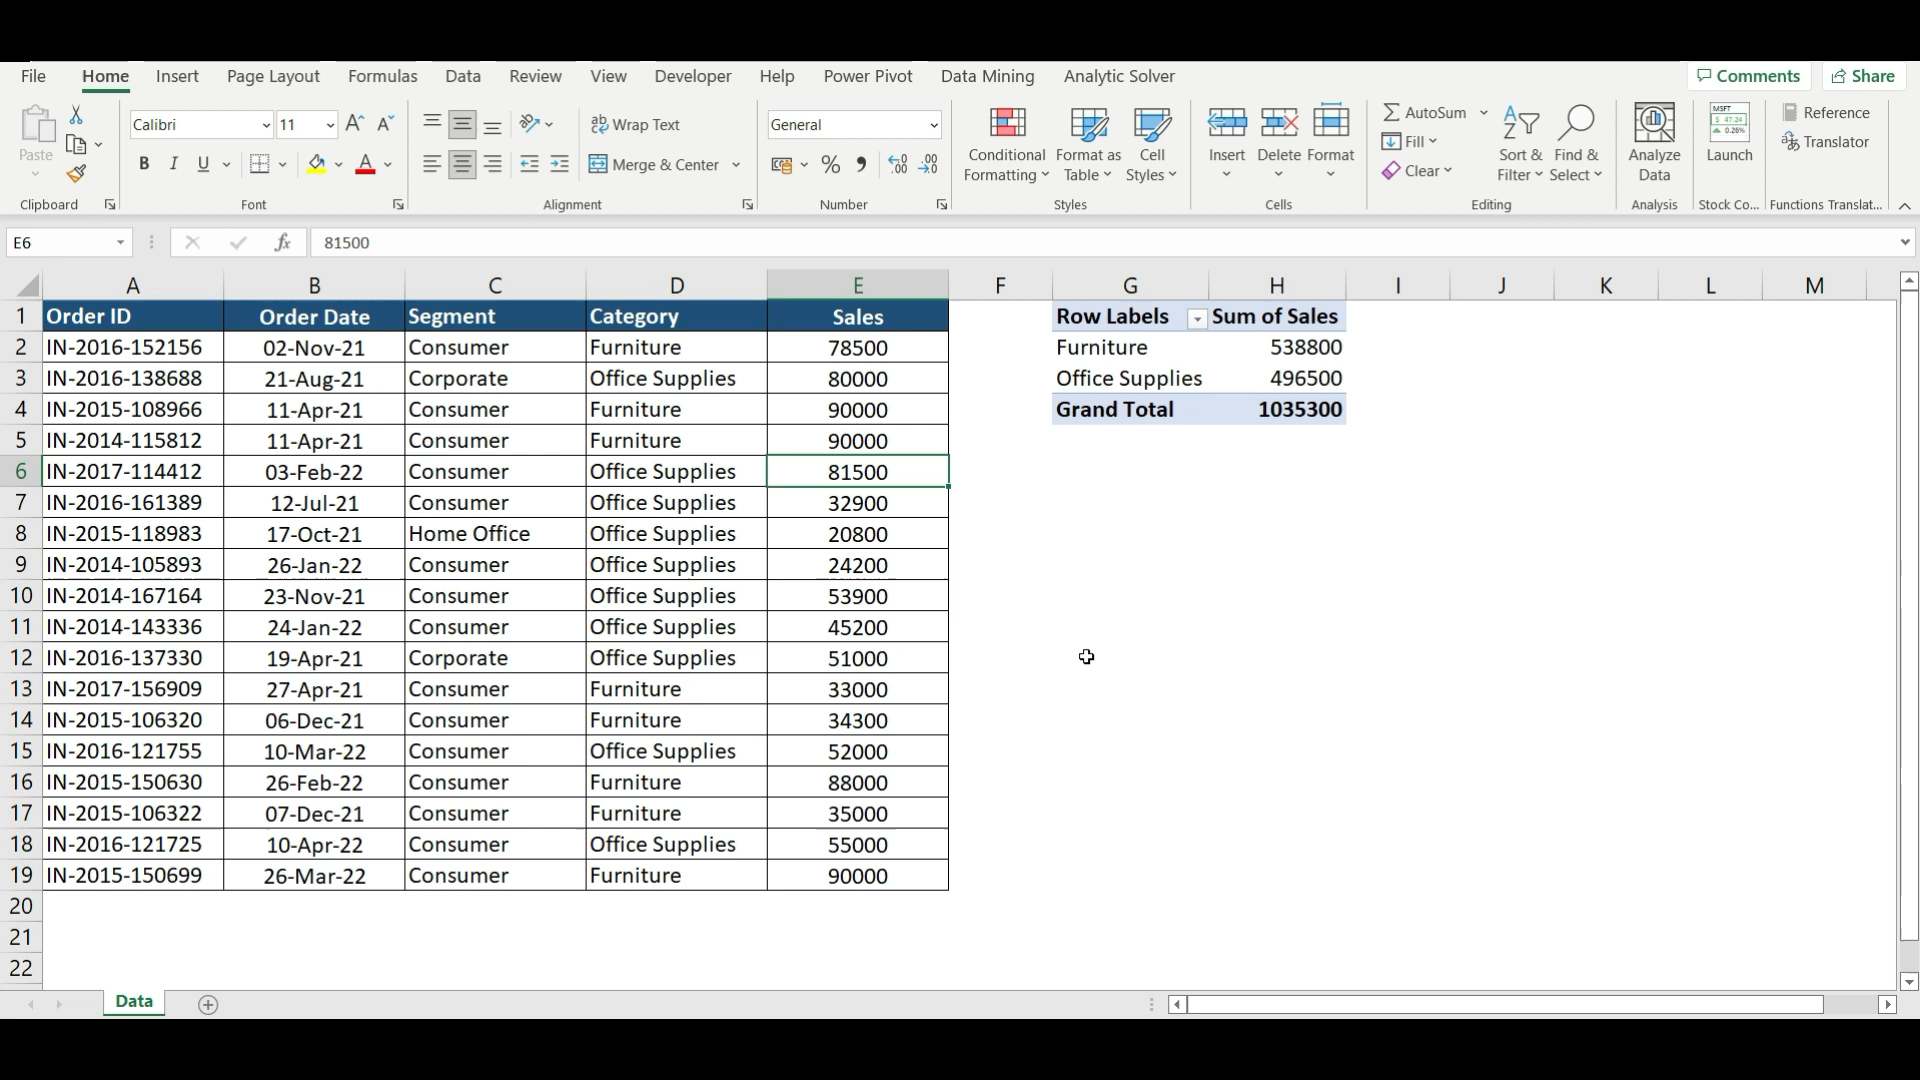 File Home Insert Page Layout Formulas Data Review View Developer Help Power Pivot Data Mining Analytic Solver Comments Share
Calibri 11 Wrap Text General AutoSum Reference
Fill Translator
Paste B I U Merge & Center % Conditional Formatting Format as Table Cell Styles Insert Delete Format Clear Sort & Filter Find & Select Analyze Data Launch
Clipboard Font Alignment Number Styles Cells Editing Analysis Stock Co... Functions Translat...
E6 fx 81500
A B C D E F G H I J K L M
1 Order ID Order Date Segment Category Sales Row Labels Sum of Sales
2 IN-2016-152156 02-Nov-21 Consumer Furniture 78500 Furniture 538800
3 IN-2016-138688 21-Aug-21 Corporate Office Supplies 80000 Office Supplies 496500
4 IN-2015-108966 11-Apr-21 Consumer Furniture 90000 Grand Total 1035300
5 IN-2014-115812 11-Apr-21 Consumer Furniture 90000
6 IN-2017-114412 03-Feb-22 Consumer Office Supplies 81500
7 IN-2016-161389 12-Jul-21 Consumer Office Supplies 32900
8 IN-2015-118983 17-Oct-21 Home Office Office Supplies 20800
9 IN-2014-105893 26-Jan-22 Consumer Office Supplies 24200
10 IN-2014-167164 23-Nov-21 Consumer Office Supplies 53900
11 IN-2014-143336 24-Jan-22 Consumer Office Supplies 45200
12 IN-2016-137330 19-Apr-21 Corporate Office Supplies 51000
13 IN-2017-156909 27-Apr-21 Consumer Furniture 33000
14 IN-2015-106320 06-Dec-21 Consumer Furniture 34300
15 IN-2016-121755 10-Mar-22 Consumer Office Supplies 52000
16 IN-2015-150630 26-Feb-22 Consumer Furniture 88000
17 IN-2015-106322 07-Dec-21 Consumer Furniture 35000
18 IN-2016-121725 10-Apr-22 Consumer Office Supplies 55000
19 IN-2015-150699 26-Mar-22 Consumer Furniture 90000
20
21
22
Data